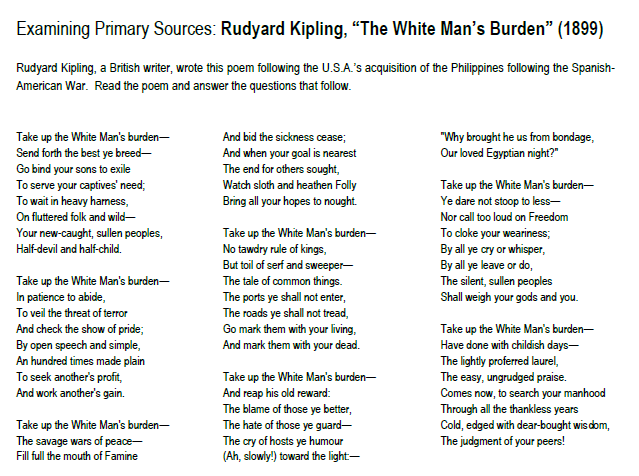 Examining Primary Sources: Rudyard Kipling, “The White Man’s Burden” (1899)
Rudyard Kipling, a British writer, wrote this poem following the U.S.A.’s acquisition of the Philippines following the Spanish-
American War.  Read the poem and answer the questions that follow.
Take up the White Man's burden—
Send forth the best ye breed—
Go bind your sons to exile
To serve your captives' need;
To wait in heavy harness,
On fluttered folk and wild—
Your new-caught, sullen peoples,
Half-devil and half-child.
Take up the White Man's burden—
In patience to abide,
To veil the threat of terror
And check the show of pride;
By open speech and simple,
An hundred times made plain
To seek another's profit,
And work another's gain.
Take up the White Man's burden—
The savage wars of peace—
Fill full the mouth of Famine
And bid the sickness cease;
And when your goal is nearest
The end for others sought,
Watch sloth and heathen Folly
Bring all your hopes to nought.
Take up the White Man's burden—
No tawdry rule of kings,
But toil of serf and sweeper—
The tale of common things.
The ports ye shall not enter,
The roads ye shall not tread,
Go mark them with your living,
And mark them with your dead.
Take up the White Man's burden—
And reap his old reward:
The blame of those ye better,
The hate of those ye guard—
The cry of hosts ye humour
(Ah, slowly!) toward the light:—
"Why brought he us from bondage,
Our loved Egyptian night?"
Take up the White Man's burden—
Ye dare not stoop to less—
Nor call too loud on Freedom
To cloke your weariness;
By all ye cry or whisper,
By all ye leave or do,
The silent, sullen peoples
Shall weigh your gods and you.
Take up the White Man's burden—
Have done with childish days—
The lightly proferred laurel,
The easy, ungrudged praise.
Comes now, to search your manhood
Through all the thankless years
Cold, edged with dear-bought wisdom,
The judgment of your peers!